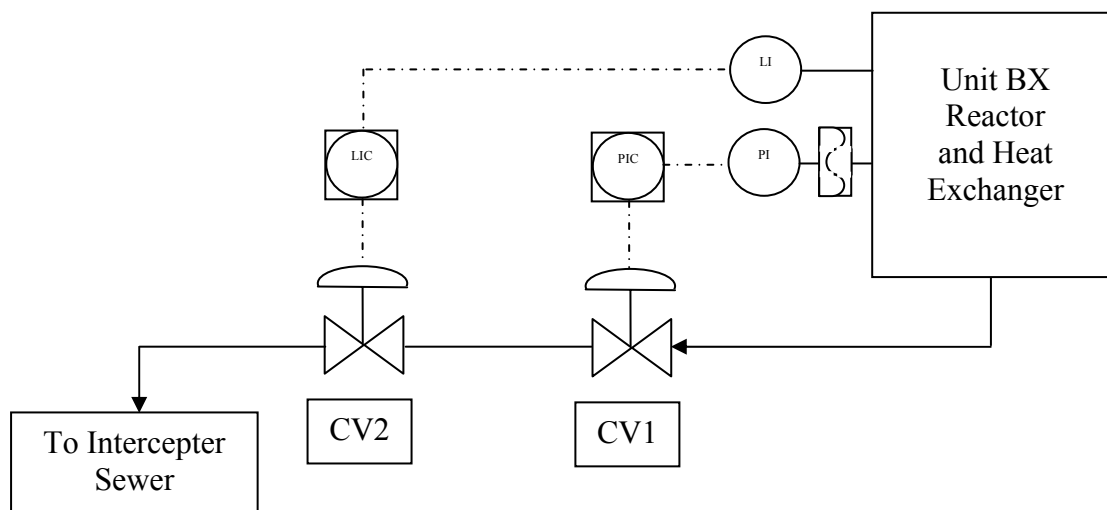 LI
Unit BX
Reactor
and Heat
Exchanger
LIC
PIC
PI
CV2
CV1
To Intercepter
Sewer